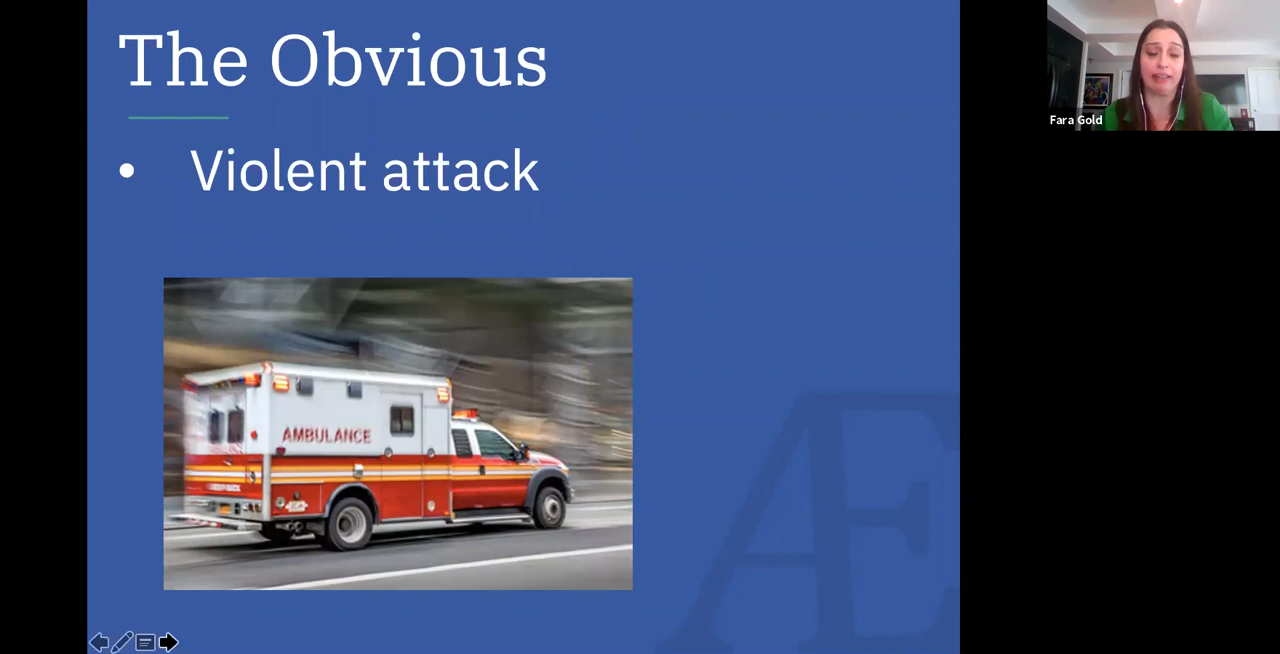 The Obvious
• Violent attack
Fara Gold
AMBULANCE
Æ